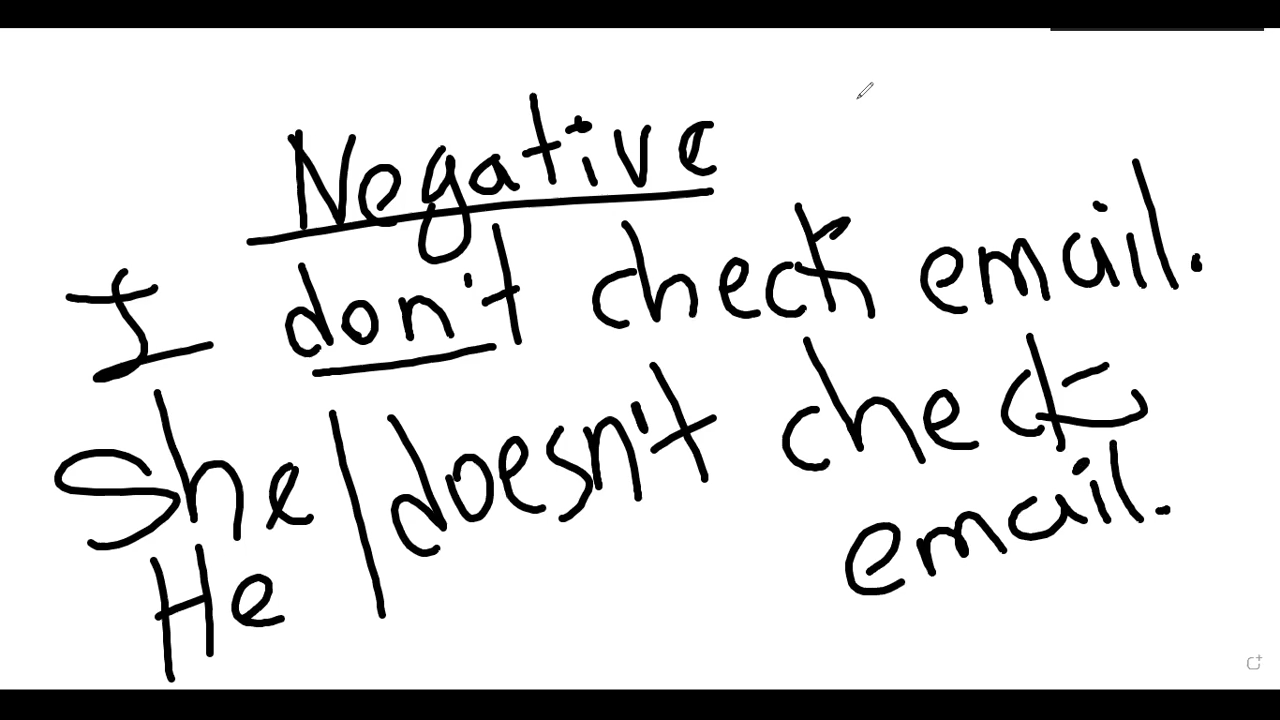 Negative
I don't check email.
She / doesn't check
He email.